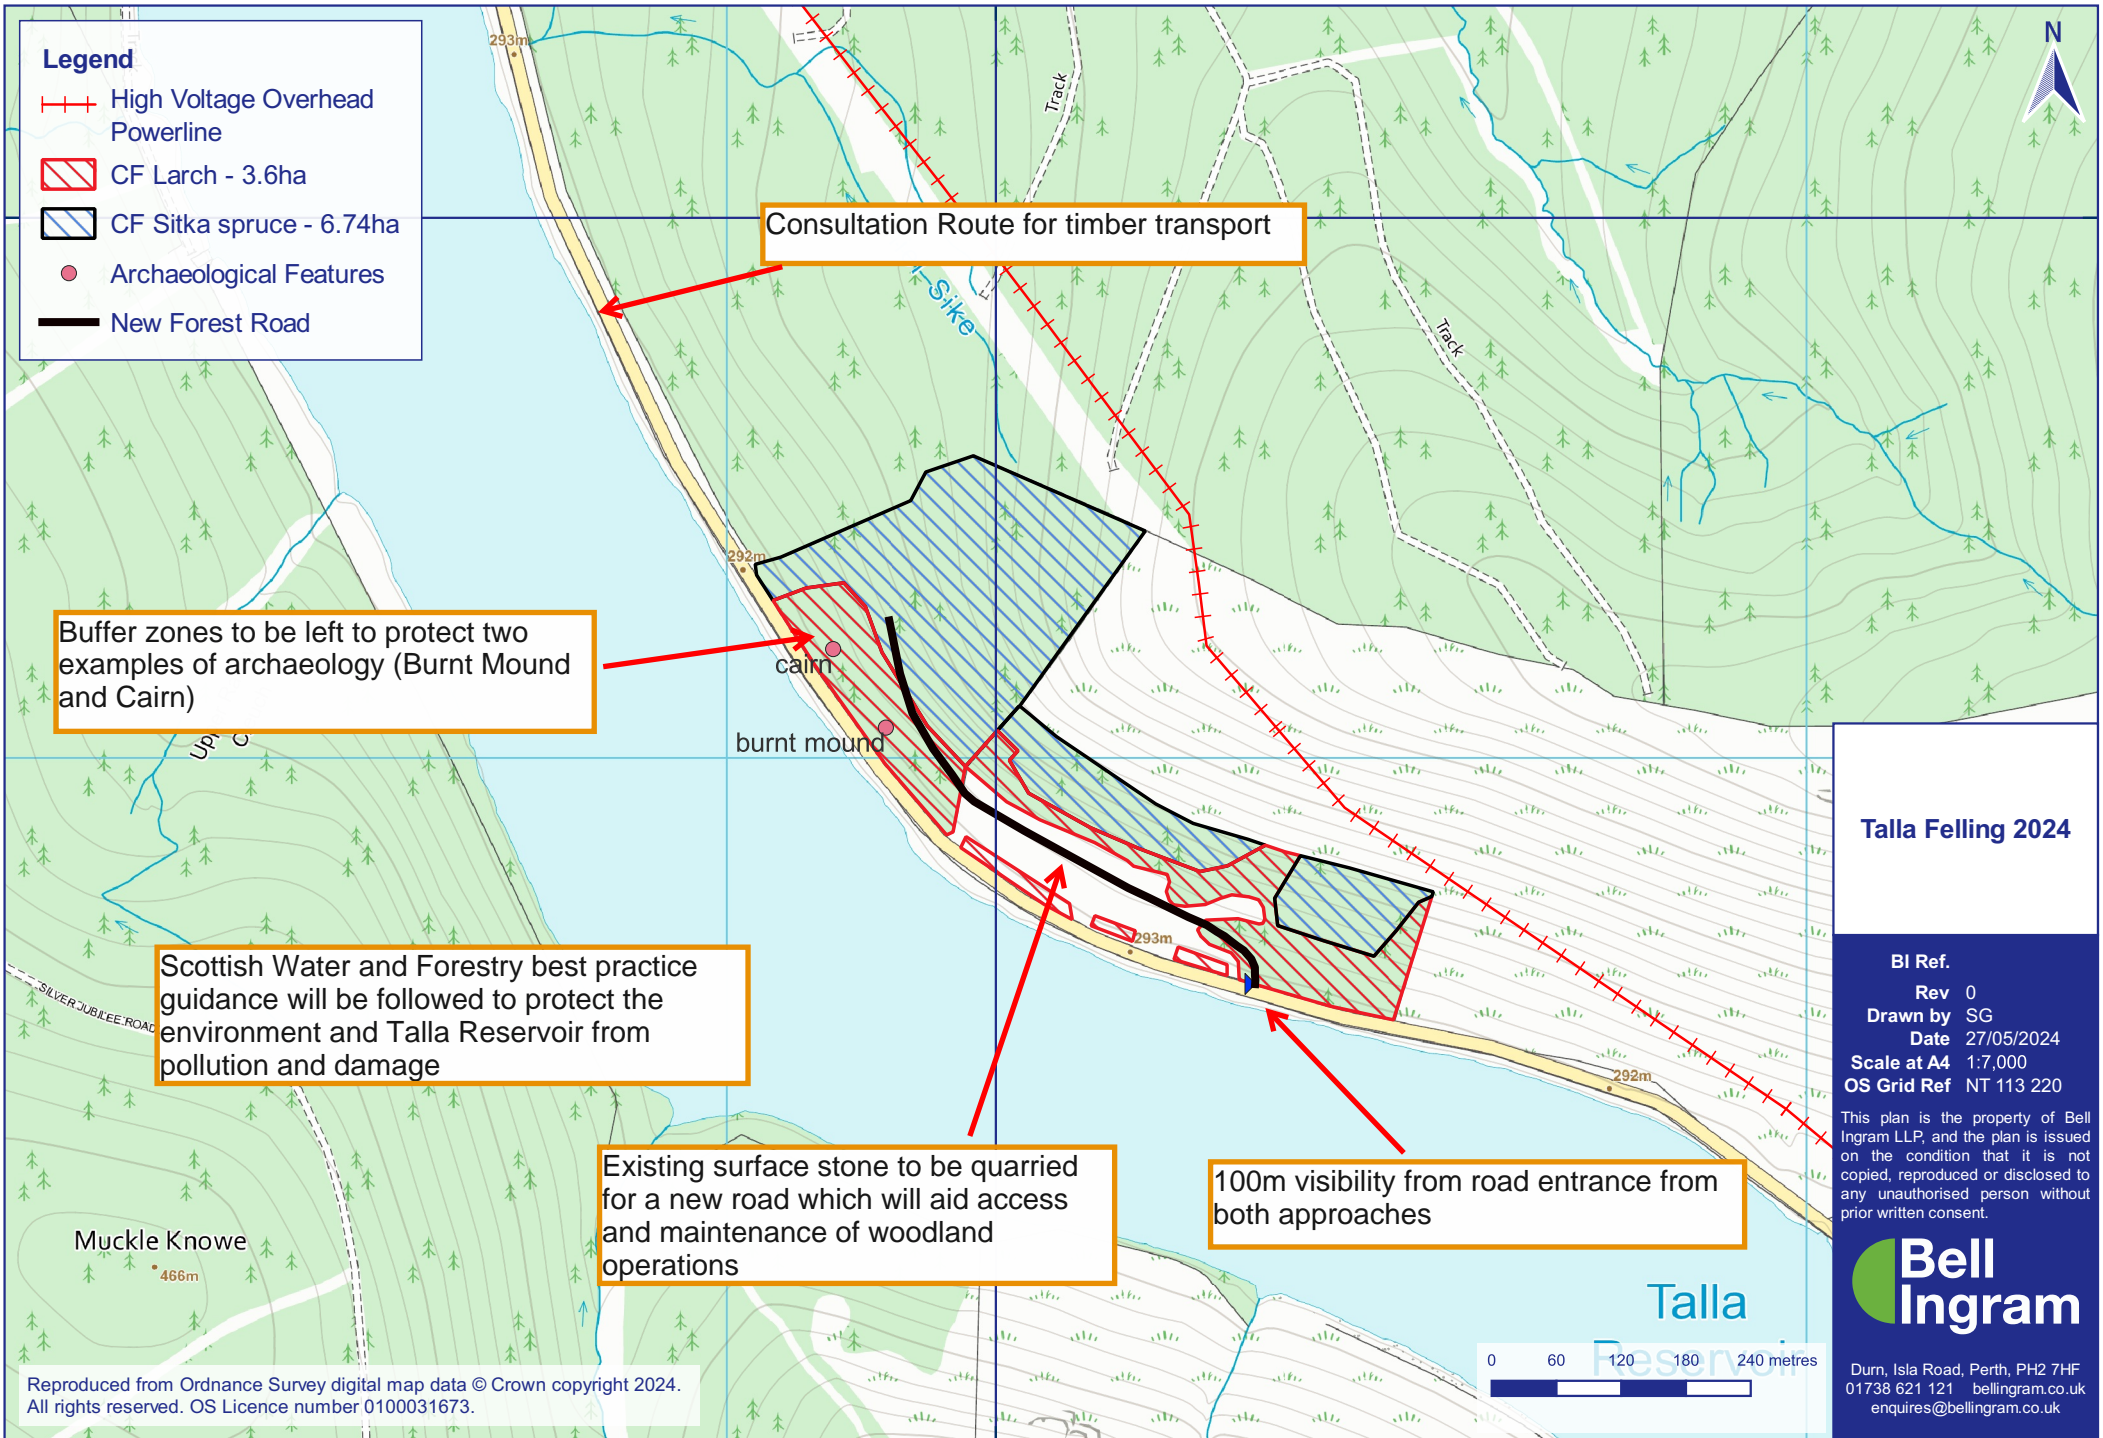 Legend
High Voltage Overhead
Powerline
CF Larch - 3.6ha
CF Sitka spruce - 6.74ha
Archaeological Features
New Forest Road
293m
Track
N
Consultation Route for timber transport
Sike
Track
292m
Buffer zones to be left to protect two
examples of archaeology (Burnt Mound
and Cairn)
cairn
burnt mound
293m
Scottish Water and Forestry best practice
guidance will be followed to protect the
environment and Talla Reservoir from
pollution and damage
SILVER JUBILEE ROAD
292m
Existing surface stone to be quarried
for a new road which will aid access
and maintenance of woodland
operations
100m visibility from road entrance from
both approaches
Muckle Knowe
466m
Talla
Reservoir
0 60 120 180 240 metres
Reproduced from Ordnance Survey digital map data © Crown copyright 2024.
All rights reserved. OS Licence number 0100031673.
Talla Felling 2024
BI Ref.
Rev 0
Drawn by SG
Date 27/05/2024
Scale at A4 1:7,000
OS Grid Ref NT 113 220
This plan is the property of Bell
Ingram LLP, and the plan is issued
on the condition that it is not
copied, reproduced or disclosed to
any unauthorised person without
prior written consent.
Bell
Ingram
Durn, Isla Road, Perth, PH2 7HF
01738 621 121 bellingram.co.uk
enquires@bellingram.co.uk